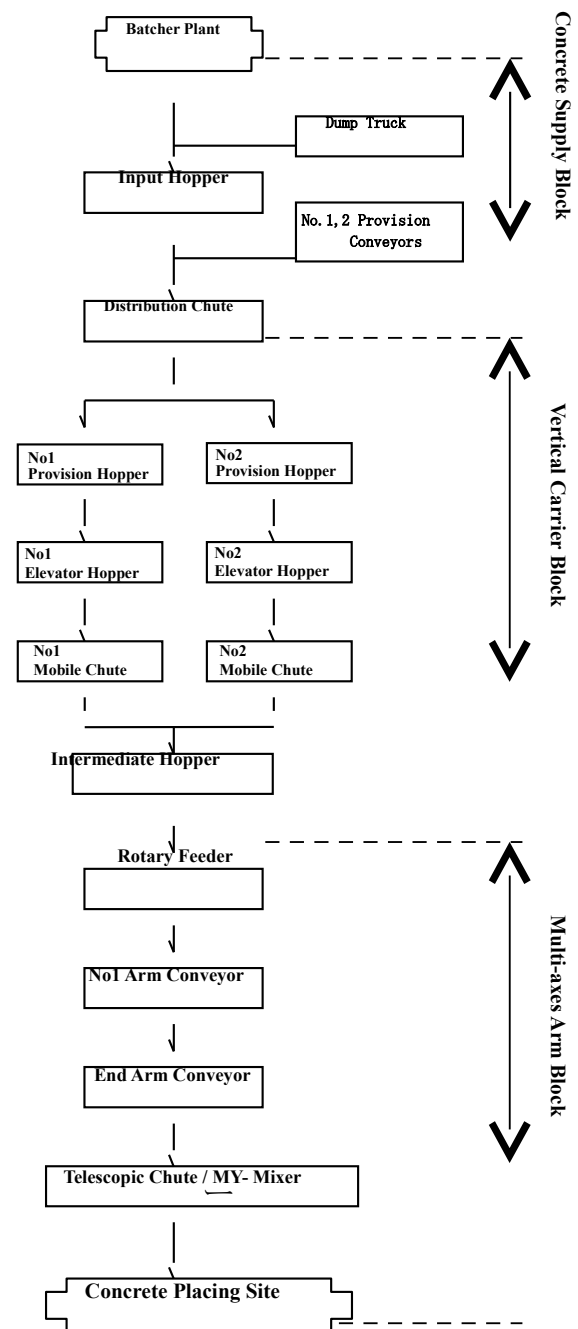 Batcher Plant
Dump Truck
Input Hopper
No.1,2 Provision
Conveyors
Concrete Supply Block
Distribution Chute
No1
Provision Hopper
No2
Provision Hopper
No1
Elevator Hopper
No2
Elevator Hopper
No1
Mobile Chute
No2
Mobile Chute
Vertical Carrier Block
Intermediate Hopper
Rotary Feeder
No1 Arm Conveyor
End Arm Conveyor
Multi-axes Arm Block
Telescopic Chute / MY- Mixer
Concrete Placing Site